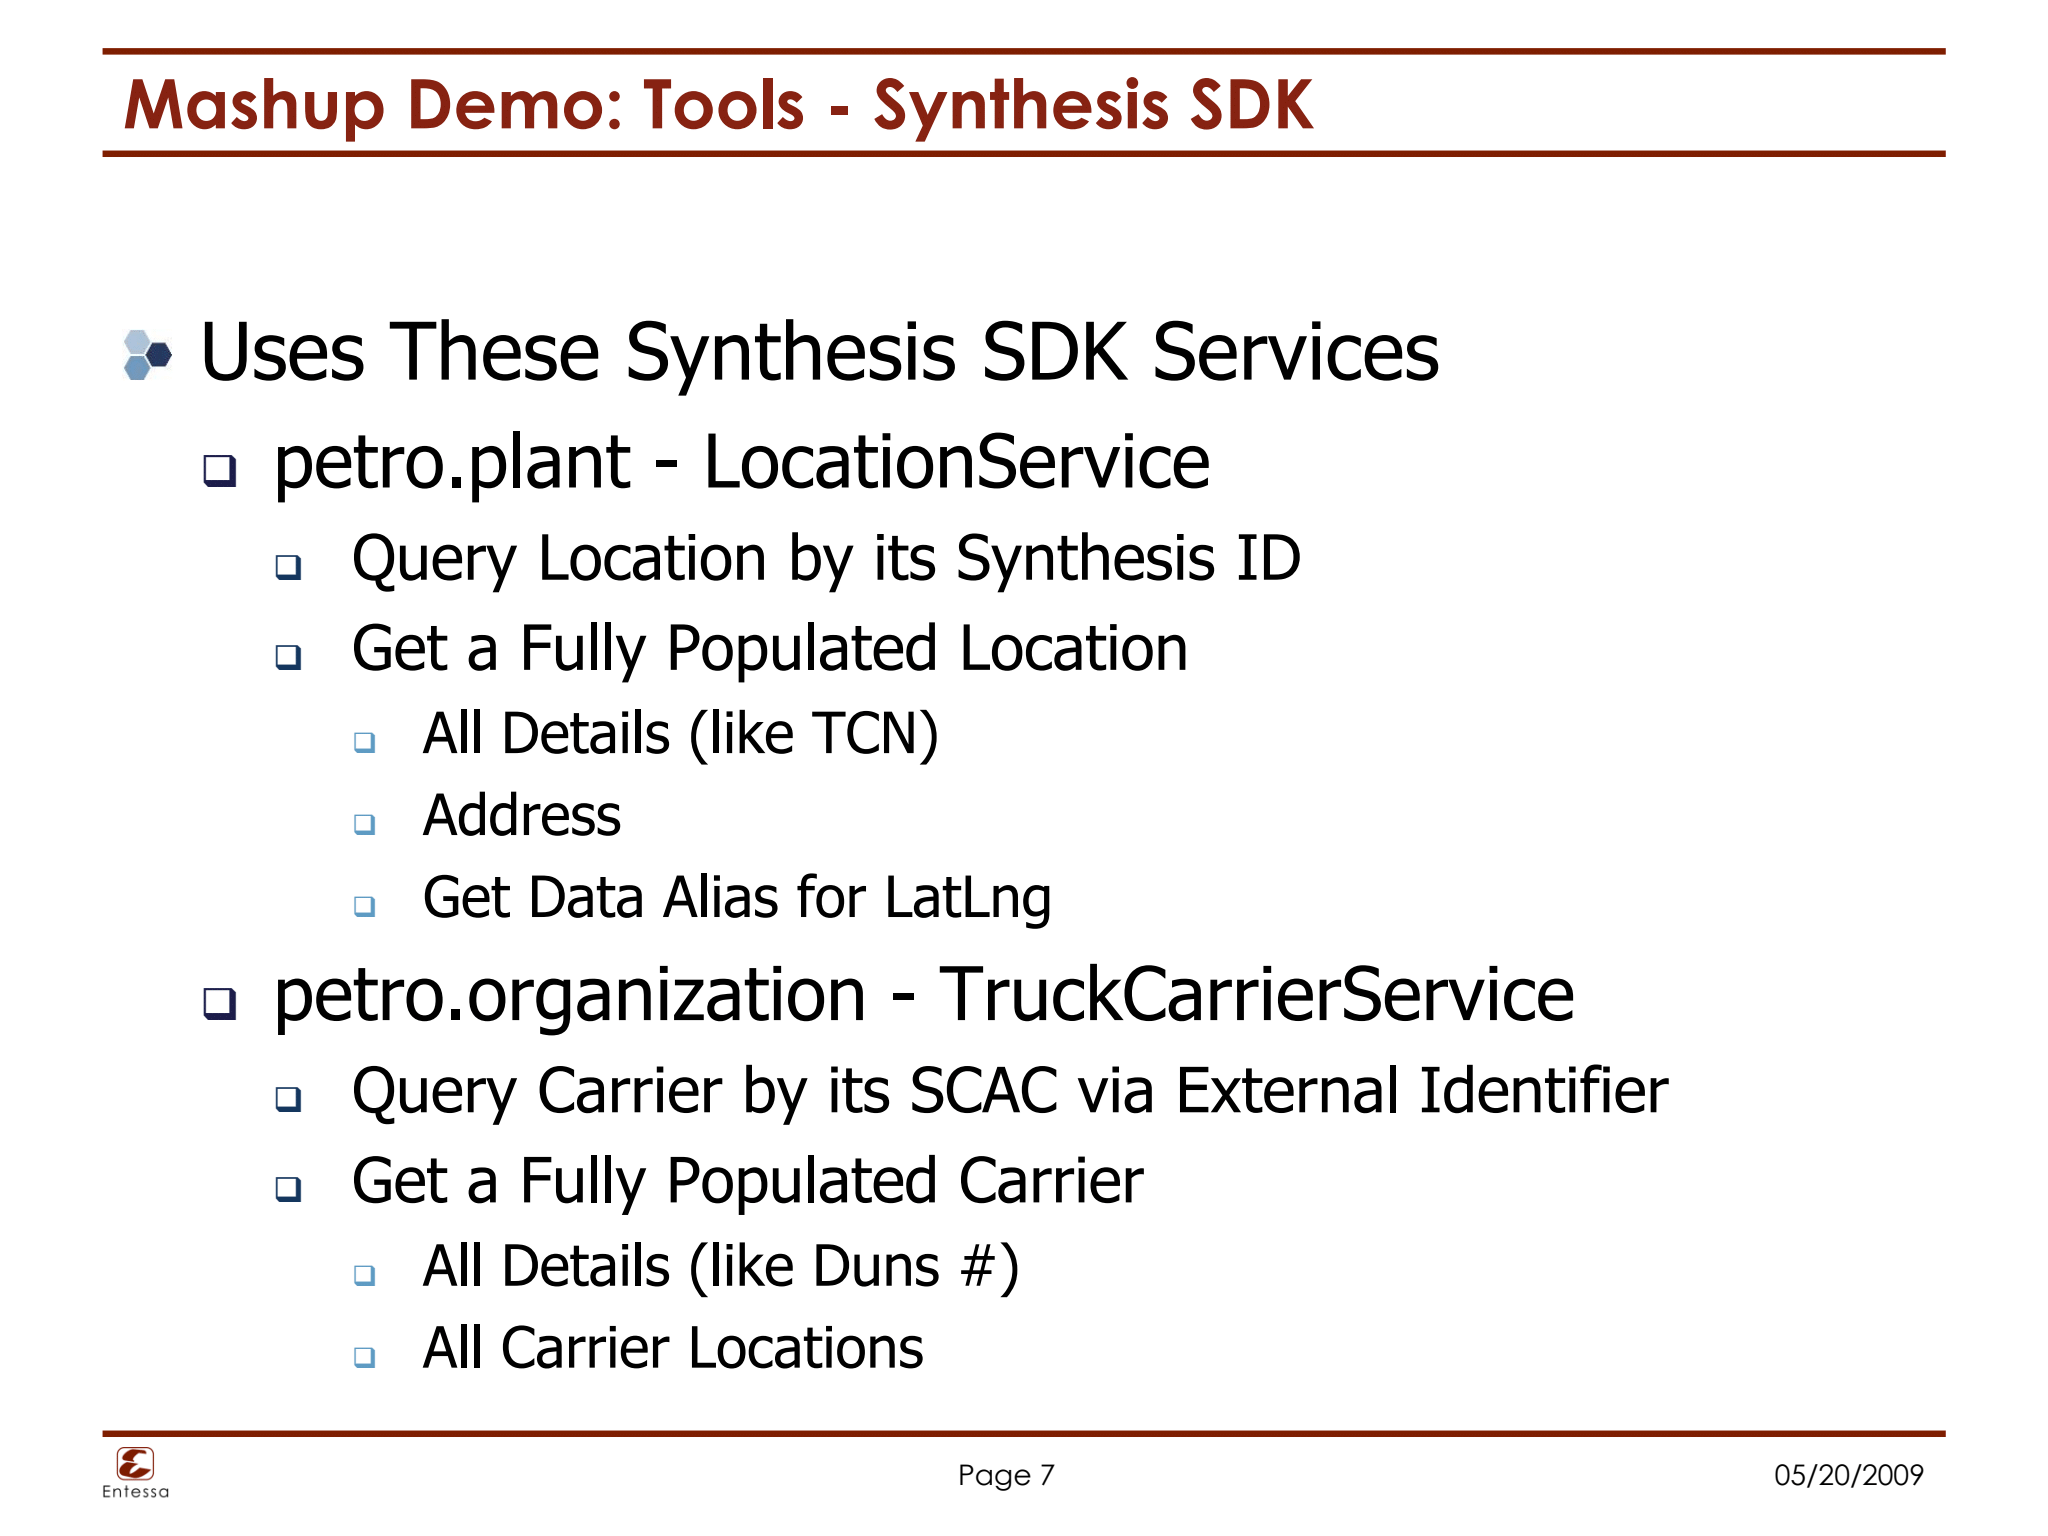 Mashup Demo: Tools - Synthesis SDK
Uses These Synthesis SDK Services
petro.plant - LocationService
Query Location by its Synthesis ID
Get a Fully Populated Location
All Details (like TCN)
Address
Get Data Alias for LatLng
petro.organization - TruckCarrierService
Query Carrier by its SCAC via External Identifier
Get a Fully Populated Carrier
All Details (like Duns #)
All Carrier Locations
Entessa
Page 7
05/20/2009